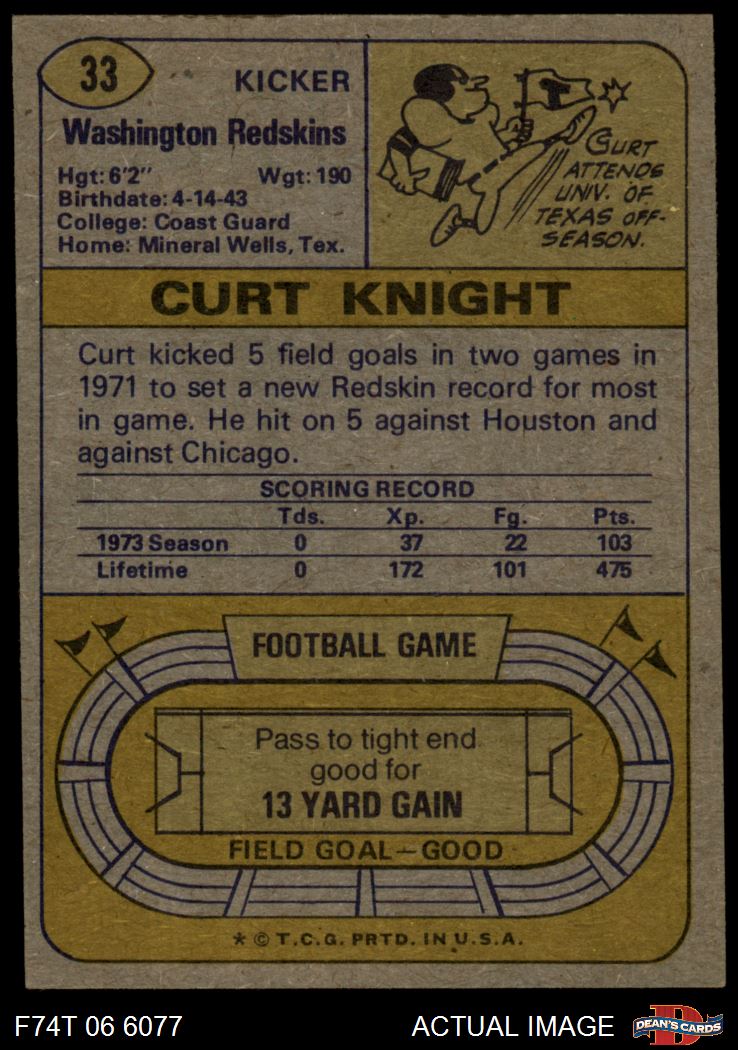 33
KICKER
Washington Redskins
Hgt: 6'2" Wgt: 190
Birthdate: 4-14-43
College: Coast Guard
Home: Mineral Wells, Tex.
T
CURT
ATTENDS
UNIV. OF
TEXAS OFF-
SEASON.
CURT KNIGHT
Curt kicked 5 field goals in two games in
1971 to set a new Redskin record for most
in game. He hit on 5 against Houston and
against Chicago.
SCORING RECORD
Tds. Xp. Fg. Pts.
1973 Season 0 37 22 103
Lifetime 0 172 101 475
FOOTBALL GAME
Pass to tight end
good for
13 YARD GAIN
FIELD GOAL—GOOD
* © T.C.G. PRTD. IN U.S.A.
F74T 06 6077 ACTUAL IMAGE
DEAN'S CARDS